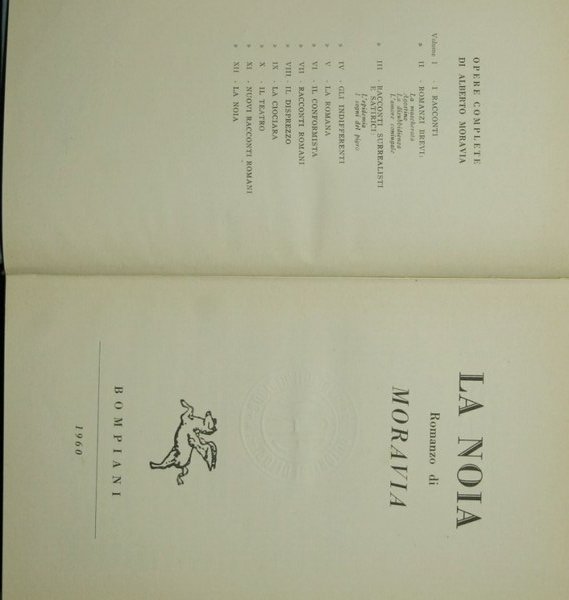 OPERE COMPLETE
DI ALBERTO MORAVIA
Volume I - I RACCONTI
» II - ROMANZI BREVI:
La mascherata
Agostino
La disubbidienza
L'amore coniugale
» III - RACCONTI SURREALISTI
E SATIRICI:
L'epidemia
I sogni del pigro
» IV - GLI INDIFFERENTI
» V - LA ROMANA
» VI - IL CONFORMISTA
» VII - RACCONTI ROMANI
» VIII - IL DISPREZZO
» IX - LA CIOCIARA
» X - IL TEATRO
» XI - NUOVI RACCONTI ROMANI
» XII - LA NOIA
LA NOIA
Romanzo di
MORAVIA
BOMPIANI
1960